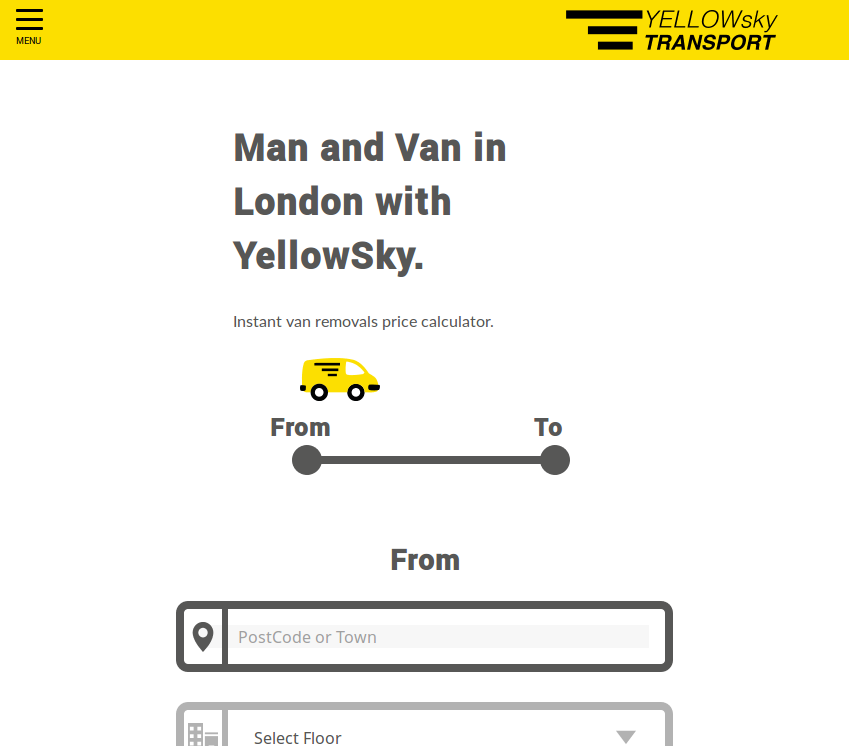 MENU
YELLOWsky
TRANSPORT
Man and Van in
London with
YellowSky.
Instant van removals price calculator.
From To
From
PostCode or Town
Select Floor